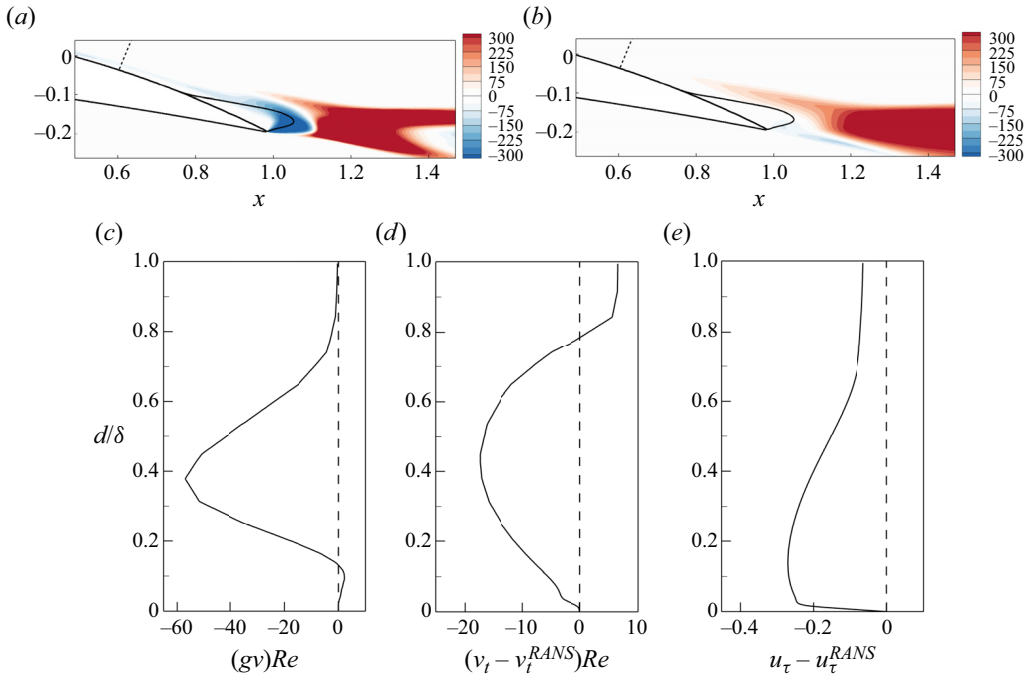 (a)
(b)
0
–0.1
–0.2
0.6 0.8 1.0 1.2 1.4
x
300
225
150
75
0
–75
–150
–225
–300
0
–0.1
–0.2
0.6 0.8 1.0 1.2 1.4
x
300
225
150
75
0
–75
–150
–225
–300
(c)
(d)
(e)
d/δ
1.0
0.8
0.6
0.4
0.2
0
–60 –40 –20 0
(gν)Re
1.0
0.8
0.6
0.4
0.2
0
–20 –10 0 10
(ν_t – ν_t^{RANS})Re
1.0
0.8
0.6
0.4
0.2
0
–0.4 –0.2 0
u_τ – u_τ^{RANS}